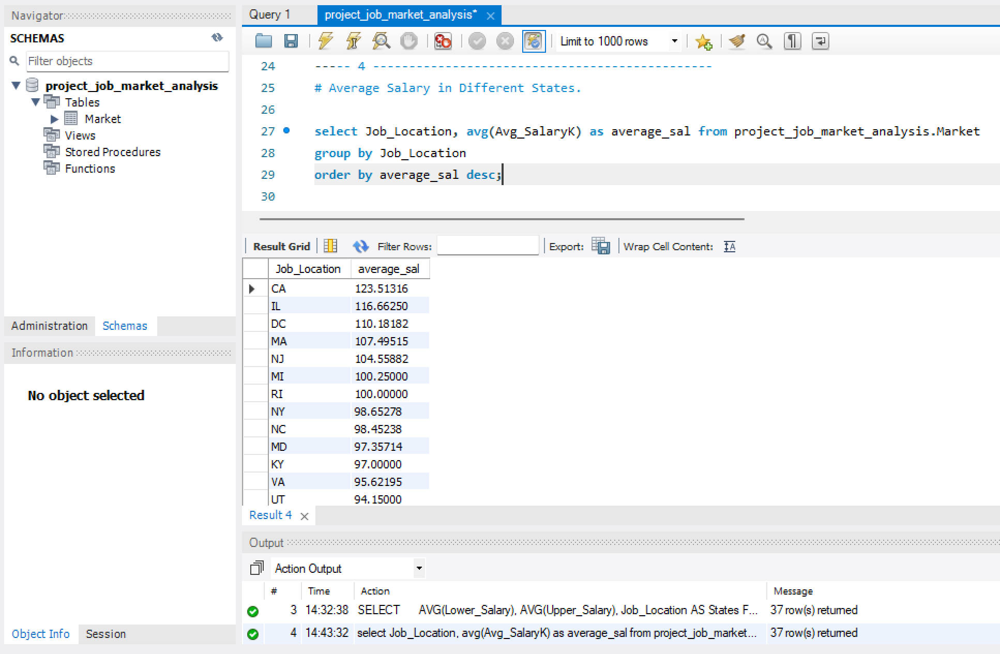 Navigator
SCHEMAS
Filter objects
project_job_market_analysis
Tables
Market
Views
Stored Procedures
Functions
Administration Schemas
Information
No object selected
Object Info Session
Query 1 project_job_market_analysis*
Limit to 1000 rows
24 ----- 4 -----------------------------------------------
25 # Average Salary in Different States.
26
27 select Job_Location, avg(Avg_SalaryK) as average_sal from project_job_market_analysis.Market
28 group by Job_Location
29 order by average_sal desc;
30
Result Grid Filter Rows: Export: Wrap Cell Content:
Job_Location average_sal
CA 123.51316
IL 116.66250
DC 110.18182
MA 107.49515
NJ 104.55882
MI 100.25000
RI 100.00000
NY 98.65278
NC 98.45238
MD 97.35714
KY 97.00000
VA 95.62195
UT 94.15000
Result 4
Output
Action Output
# Time Action Message
3 14:32:38 SELECT AVG(Lower_Salary), AVG(Upper_Salary), Job_Location AS States F... 37 row(s) returned
4 14:43:32 select Job_Location, avg(Avg_SalaryK) as average_sal from project_job_market... 37 row(s) returned